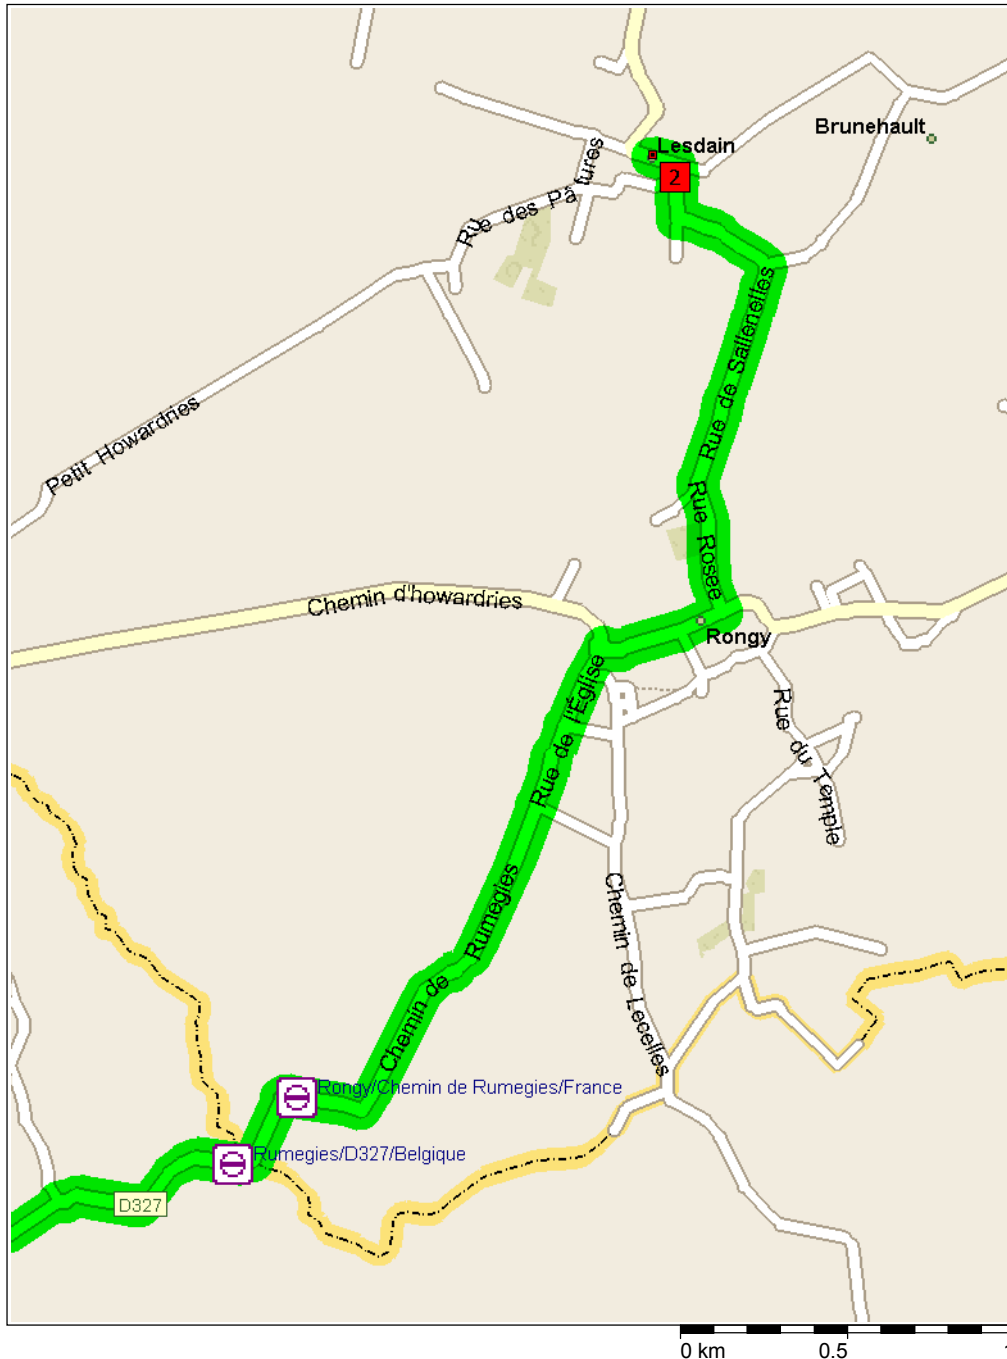 Brunehault
Lesdain
2
Rue des Pâtures
Rue de Sallenelles
Petit Howardries
Rue Rosée
Chemin d'howardries
Rongy
Rue de l'Église
Rue du Temple
Chemin de Rumegies
Chemin de Lecelles
Rongy/Chemin de Rumegies/France
Rumegies/D327/Belgique
D327
0 km 0.5